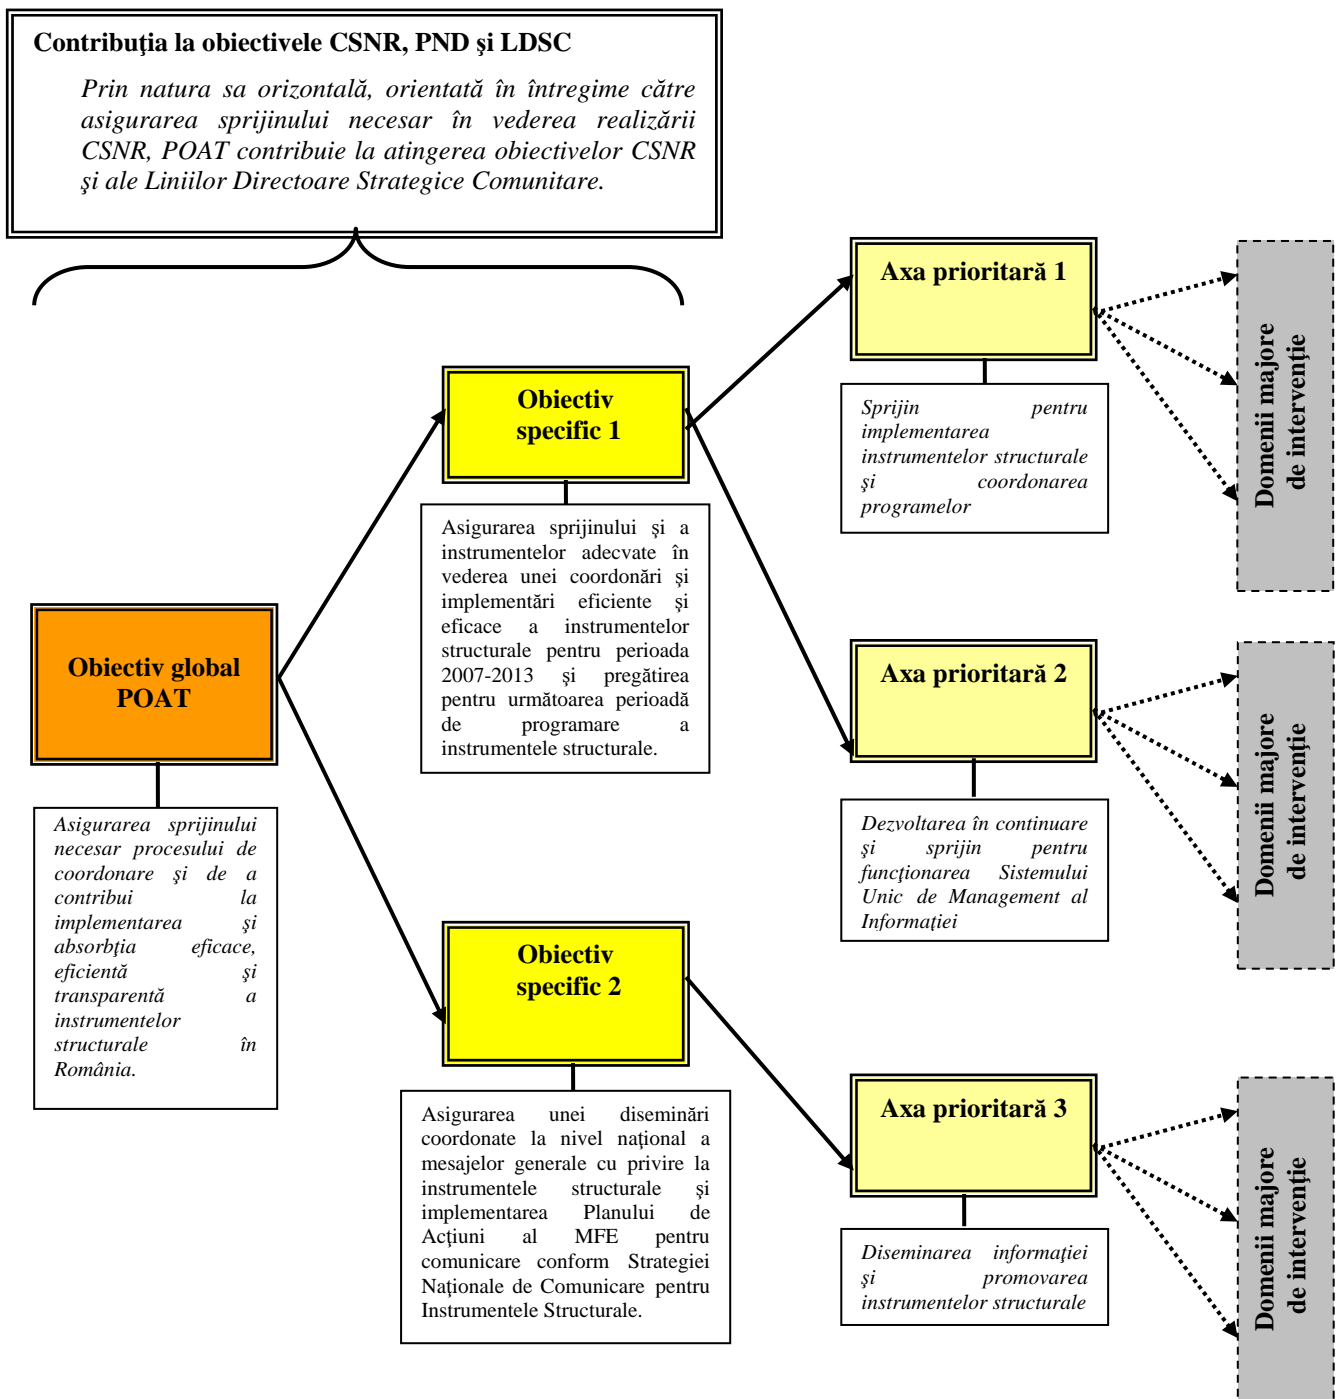 Contribuţia la obiectivele CSNR, PND şi LDSC
Prin natura sa orizontală, orientată în întregime către
asigurarea sprijinului necesar în vederea realizării
CSNR, POAT contribuie la atingerea obiectivelor CSNR
şi ale Liniilor Directoare Strategice Comunitare.
Obiectiv global
POAT
Asigurarea sprijinului
necesar procesului de
coordonare şi de a
contribui la
implementarea şi
absorbţia eficace,
eficientă şi
transparentă a
instrumentelor
structurale în
România.
Obiectiv
specific 1
Asigurarea sprijinului şi a
instrumentelor adecvate în
vederea unei coordonări şi
implementări eficiente şi
eficace a instrumentelor
structurale pentru perioada
2007-2013 şi pregătirea
pentru următoarea perioadă
de programare a
instrumentele structurale.
Obiectiv
specific 2
Asigurarea unei diseminări
coordonate la nivel naţional a
mesajelor generale cu privire la
instrumentele structurale şi
implementarea Planului de
Acţiuni al MFE pentru
comunicare conform Strategiei
Naţionale de Comunicare pentru
Instrumentele Structurale.
Axa prioritară 1
Sprijin pentru
implementarea
instrumentelor structurale
şi coordonarea
programelor
Domenii majore
de intervenţie
Axa prioritară 2
Dezvoltarea în continuare
şi sprijin pentru
funcţionarea Sistemului
Unic de Management al
Informaţiei
Domenii majore
de intervenţie
Axa prioritară 3
Diseminarea informaţiei
şi promovarea
instrumentelor structurale
Domenii majore
de intervenţie